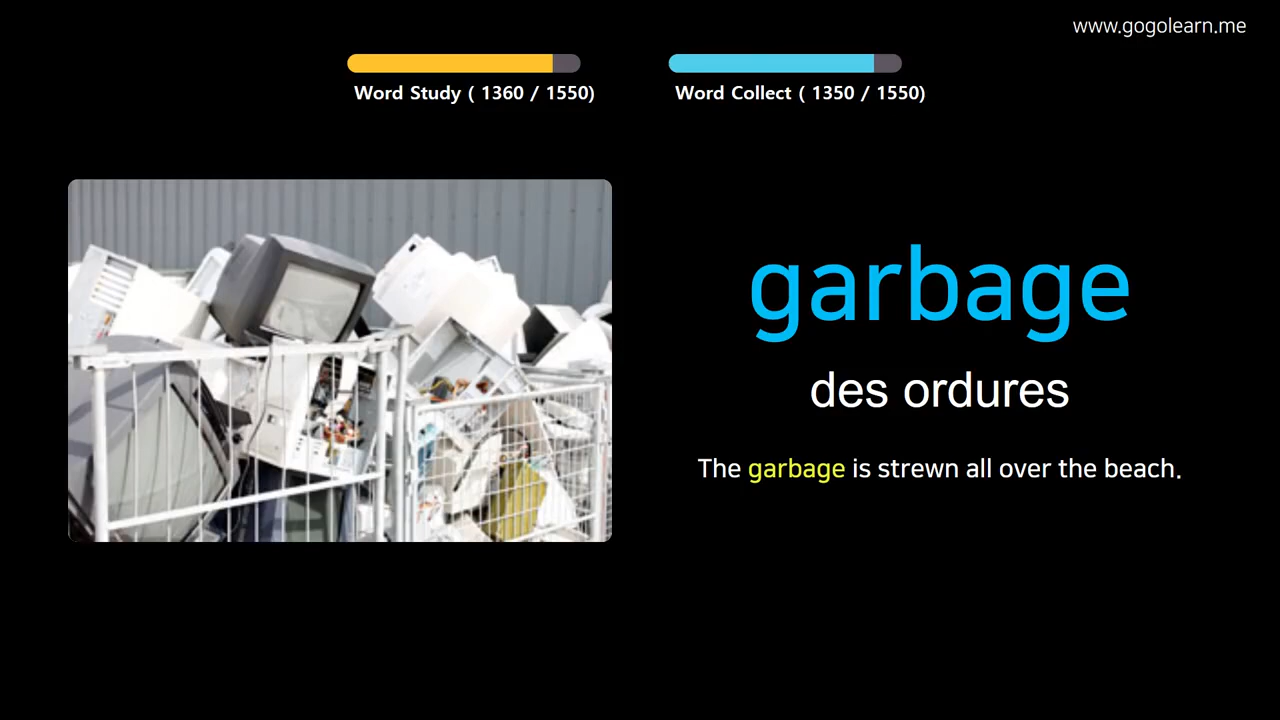 www.gogolearn.me
Word Study ( 1360 / 1550)
Word Collect ( 1350 / 1550)
garbage
des ordures
The garbage is strewn all over the beach.